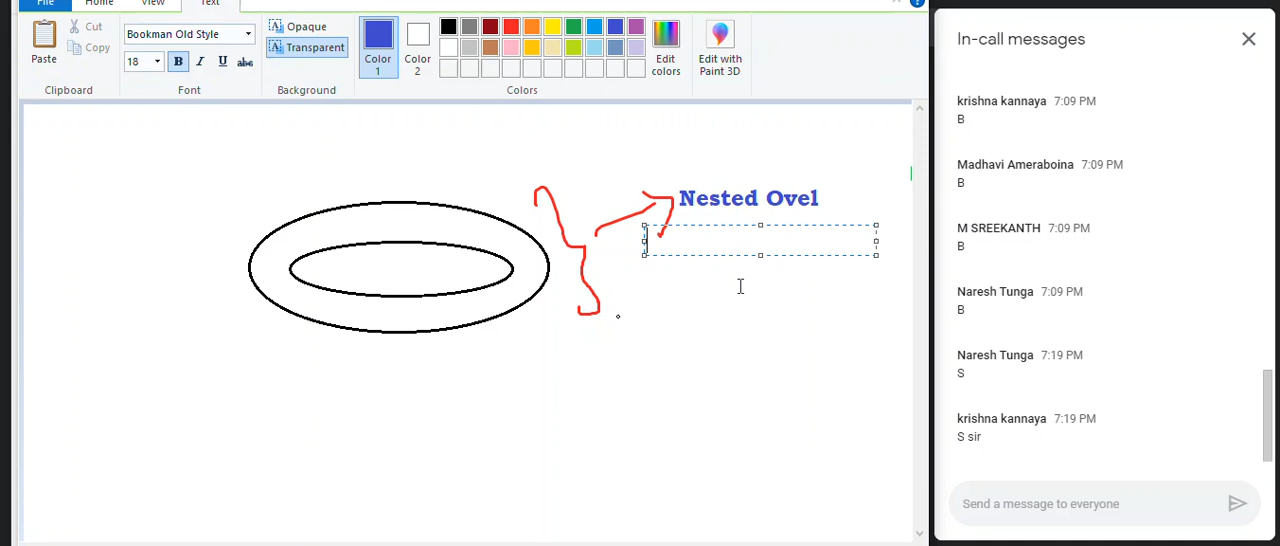 File Home View Text
Paste
Cut
Copy
Clipboard
Bookman Old Style
18 B I U abc
Font
Opaque
Transparent
Background
Color 1
Color 2
Edit colors
Colors
Edit with Paint 3D
Nested Ovel
In-call messages
krishna kannaya 7:09 PM
B
Madhavi Ameraboina 7:09 PM
B
M SREEKANTH 7:09 PM
B
Naresh Tunga 7:09 PM
B
Naresh Tunga 7:19 PM
S
krishna kannaya 7:19 PM
S sir
Send a message to everyone